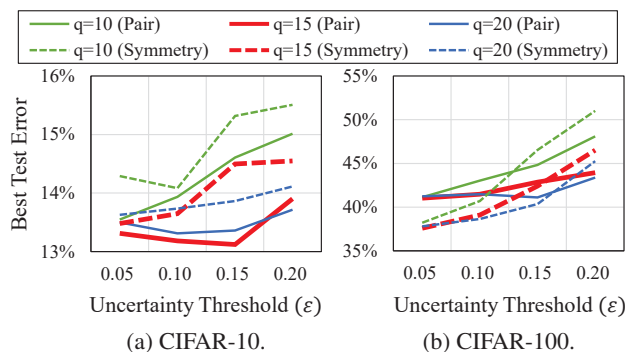 q=10 (Pair) q=15 (Pair) q=20 (Pair)
q=10 (Symmetry) q=15 (Symmetry) q=20 (Symmetry)
Best Test Error
16%
15%
14%
13%
0.05 0.10 0.15 0.20
Uncertainty Threshold (ε)
(a) CIFAR-10.
55%
50%
45%
40%
35%
0.05 0.10 0.15 0.20
Uncertainty Threshold (ε)
(b) CIFAR-100.